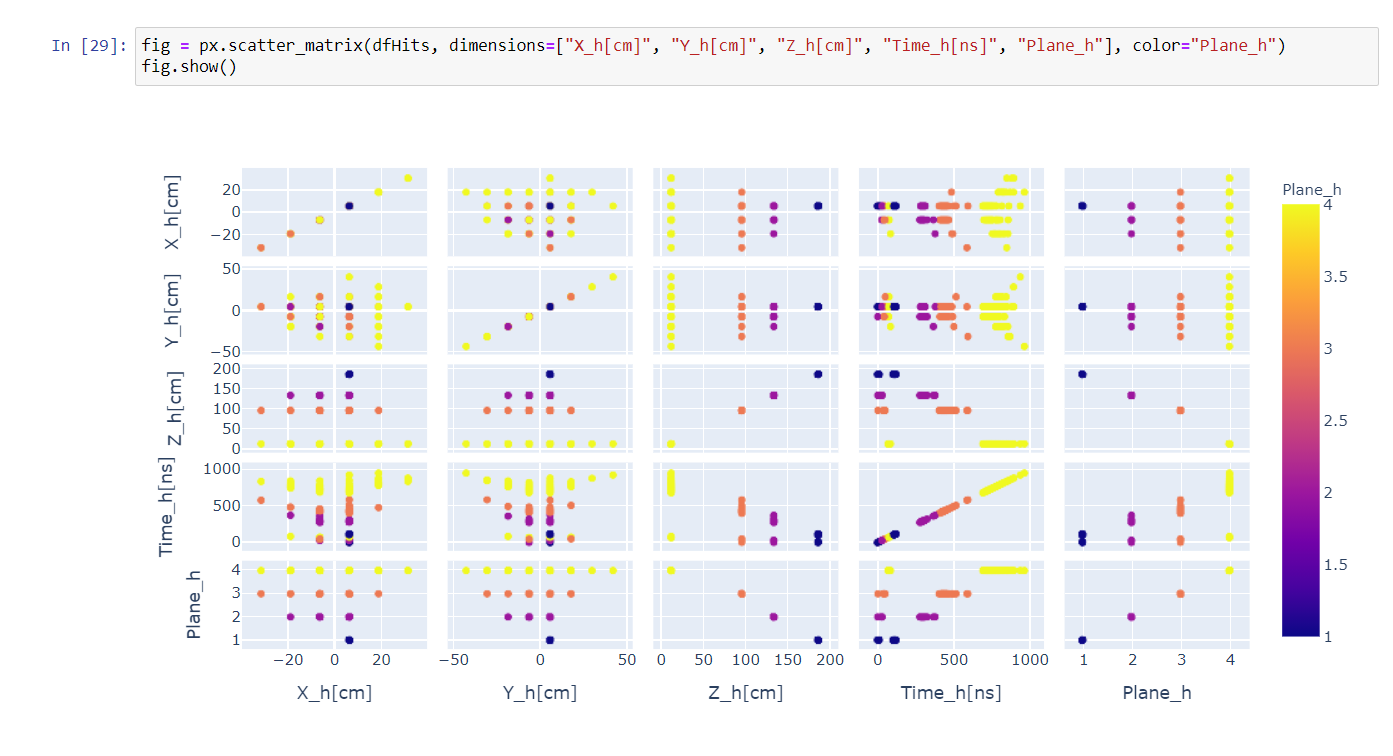 In [29]: fig = px.scatter_matrix(dfHits, dimensions=["X_h[cm]", "Y_h[cm]", "Z_h[cm]", "Time_h[ns]", "Plane_h"], color="Plane_h")
fig.show()
X_h[cm]
20
0
−20
Y_h[cm]
50
0
−50
Z_h[cm]
200
150
100
50
0
Time_h[ns]
1000
500
0
Plane_h
4
3
2
1
−20 0 20 −50 0 50 0 50 100 150 200 0 500 1000 1 2 3 4
X_h[cm] Y_h[cm] Z_h[cm] Time_h[ns] Plane_h
Plane_h
4
3.5
3
2.5
2
1.5
1